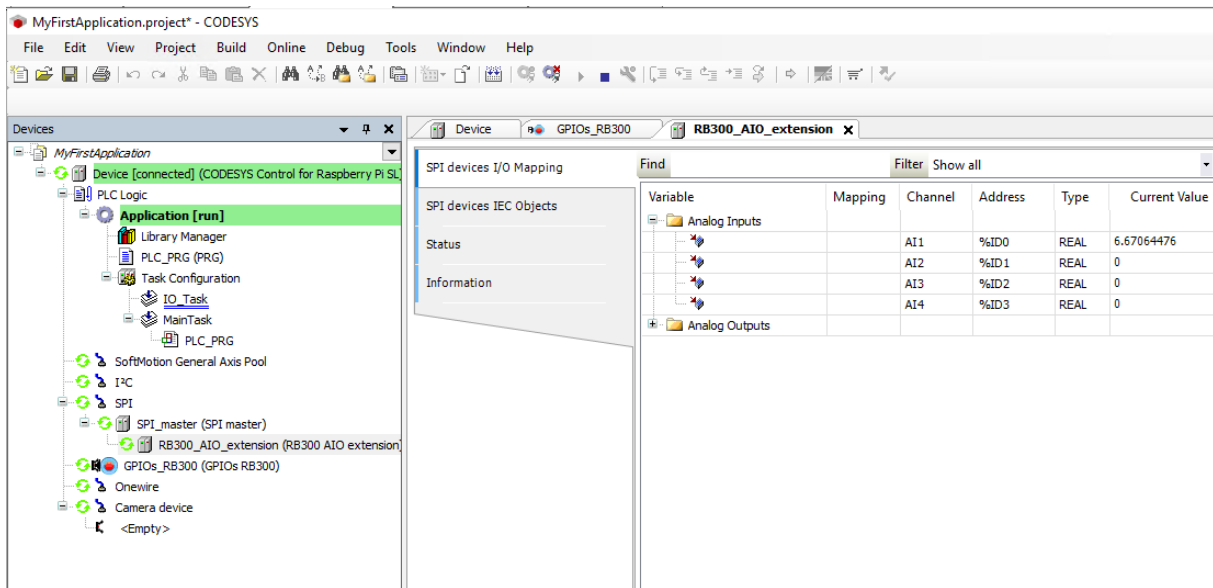 MyFirstApplication.project* - CODESYS
File Edit View Project Build Online Debug Tools Window Help
Devices
MyFirstApplication
Device [connected] (CODESYS Control for Raspberry Pi SL)
PLC Logic
Application [run]
Library Manager
PLC_PRG (PRG)
Task Configuration
IO_Task
MainTask
PLC_PRG
SoftMotion General Axis Pool
I²C
SPI
SPI_master (SPI master)
RB300_AIO_extension (RB300 AIO extension)
GPIOs_RB300 (GPIOs RB300)
Onewire
Camera device
<Empty>
Device GPIOs_RB300 RB300_AIO_extension
SPI devices I/O Mapping
SPI devices IEC Objects
Status
Information
Find Filter Show all
Variable Mapping Channel Address Type Current Value
Analog Inputs
AI1 %ID0 REAL 6.67064476
AI2 %ID1 REAL 0
AI3 %ID2 REAL 0
AI4 %ID3 REAL 0
Analog Outputs